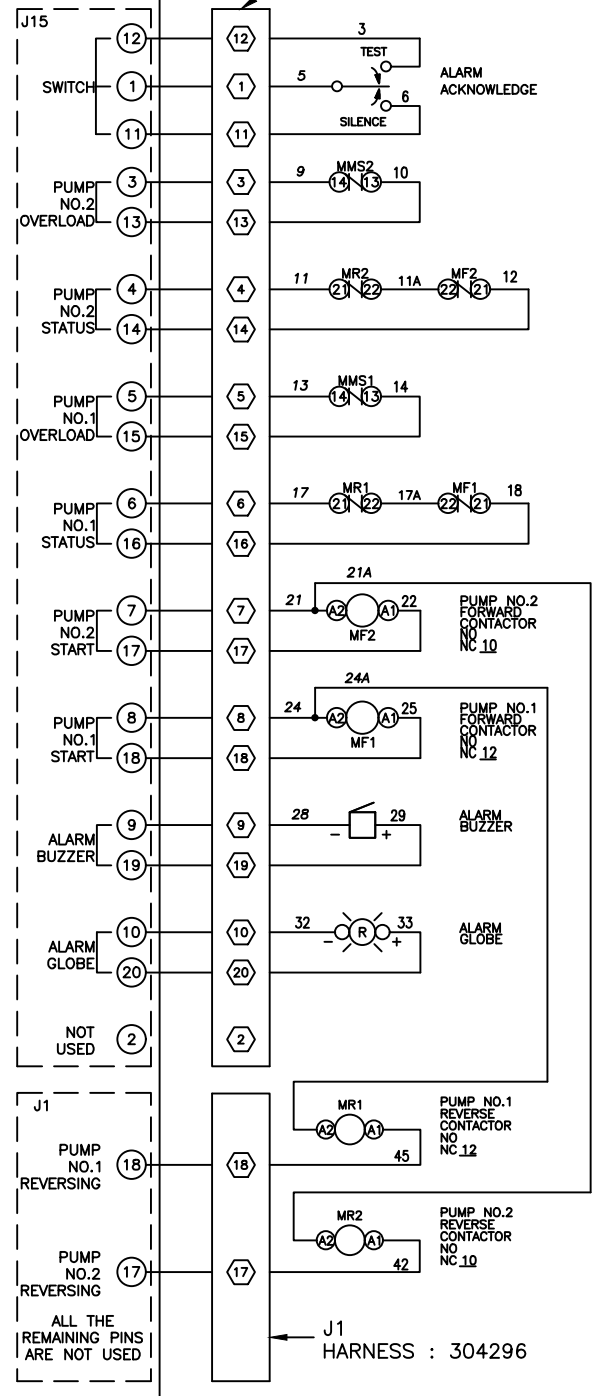 J15
12
12
3
TEST
SWITCH
1
1
5
ALARM
ACKNOWLEDGE
6
11
11
SILENCE
PUMP
NO.2
OVERLOAD
3
3
9
MMS2
14
13
10
13
13
PUMP
NO.2
STATUS
4
4
11
MR2
21
22
11A
MF2
22
21
12
14
14
PUMP
NO.1
OVERLOAD
5
5
13
MMS1
14
13
14
15
15
PUMP
NO.1
STATUS
6
6
17
MR1
21
22
17A
MF1
22
21
18
16
16
21A
PUMP
NO.2
START
7
7
21
A2
A1
22
MF2
17
17
PUMP NO.2
FORWARD
CONTACTOR
NO
NC 10
24A
PUMP
NO.1
START
8
8
24
A2
A1
25
MF1
18
18
PUMP NO.1
FORWARD
CONTACTOR
NO
NC 12
ALARM
BUZZER
9
9
28
29
- +
19
19
ALARM
BUZZER
ALARM
GLOBE
10
10
32
R
33
- +
20
20
ALARM
GLOBE
NOT
USED
2
2
J1
MR1
A2
A1
PUMP NO.1
REVERSE
CONTACTOR
NO
NC 12
PUMP
NO.1
REVERSING
18
18
45
MR2
A2
A1
PUMP NO.2
REVERSE
CONTACTOR
NO
NC 10
PUMP
NO.2
REVERSING
17
17
42
ALL THE
REMAINING PINS
ARE NOT USED
J1
HARNESS : 304296